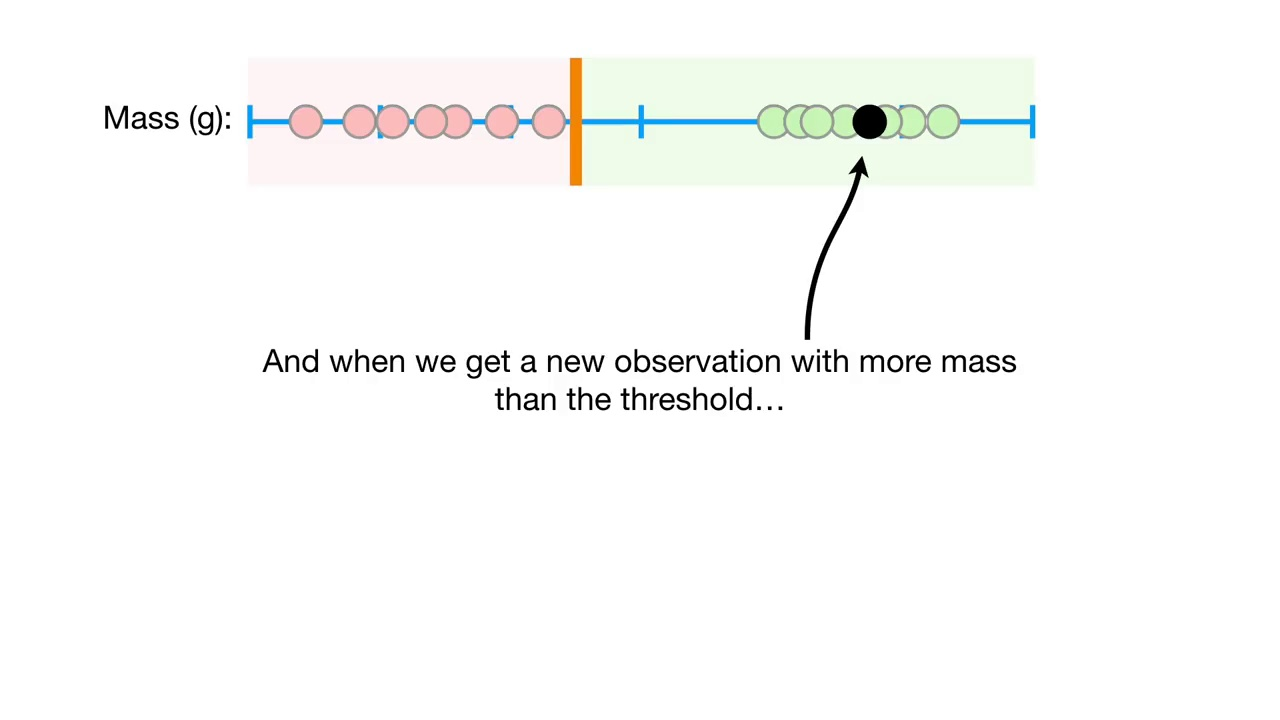 Mass (g):
And when we get a new observation with more mass
than the threshold…